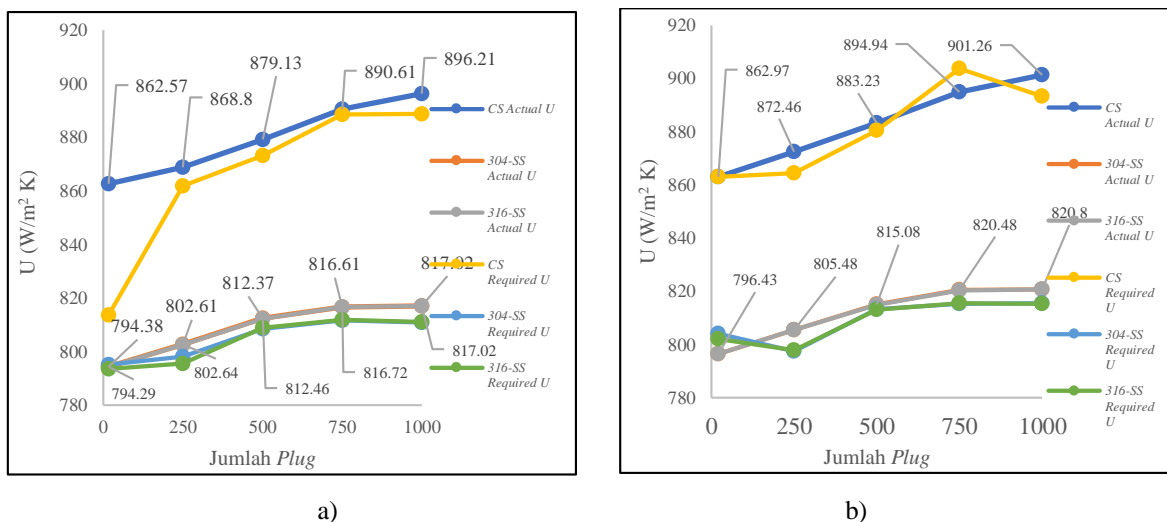 920
900
880
860
840
820
800
780
U (W/m² K)
862.57
868.8
879.13
890.61
896.21
794.38
802.61
812.37
816.61
817.02
794.29
802.64
812.46
816.72
0 250 500 750 1000
Jumlah Plug
CS Actual U
304-SS
Actual U
316-SS
Actual U
CS
Required U
304-SS
Required U
316-SS
Required U
a)
920
900
880
860
840
820
800
780
U (W/m² K)
862.97
872.46
883.23
894.94
901.26
796.43
805.48
815.08
820.48
820.8
0 250 500 750 1000
Jumlah Plug
CS
Actual U
304-SS
Actual U
316-SS
Actual U
CS
Required
U
304-SS
Required
U
316-SS
Required
U
b)